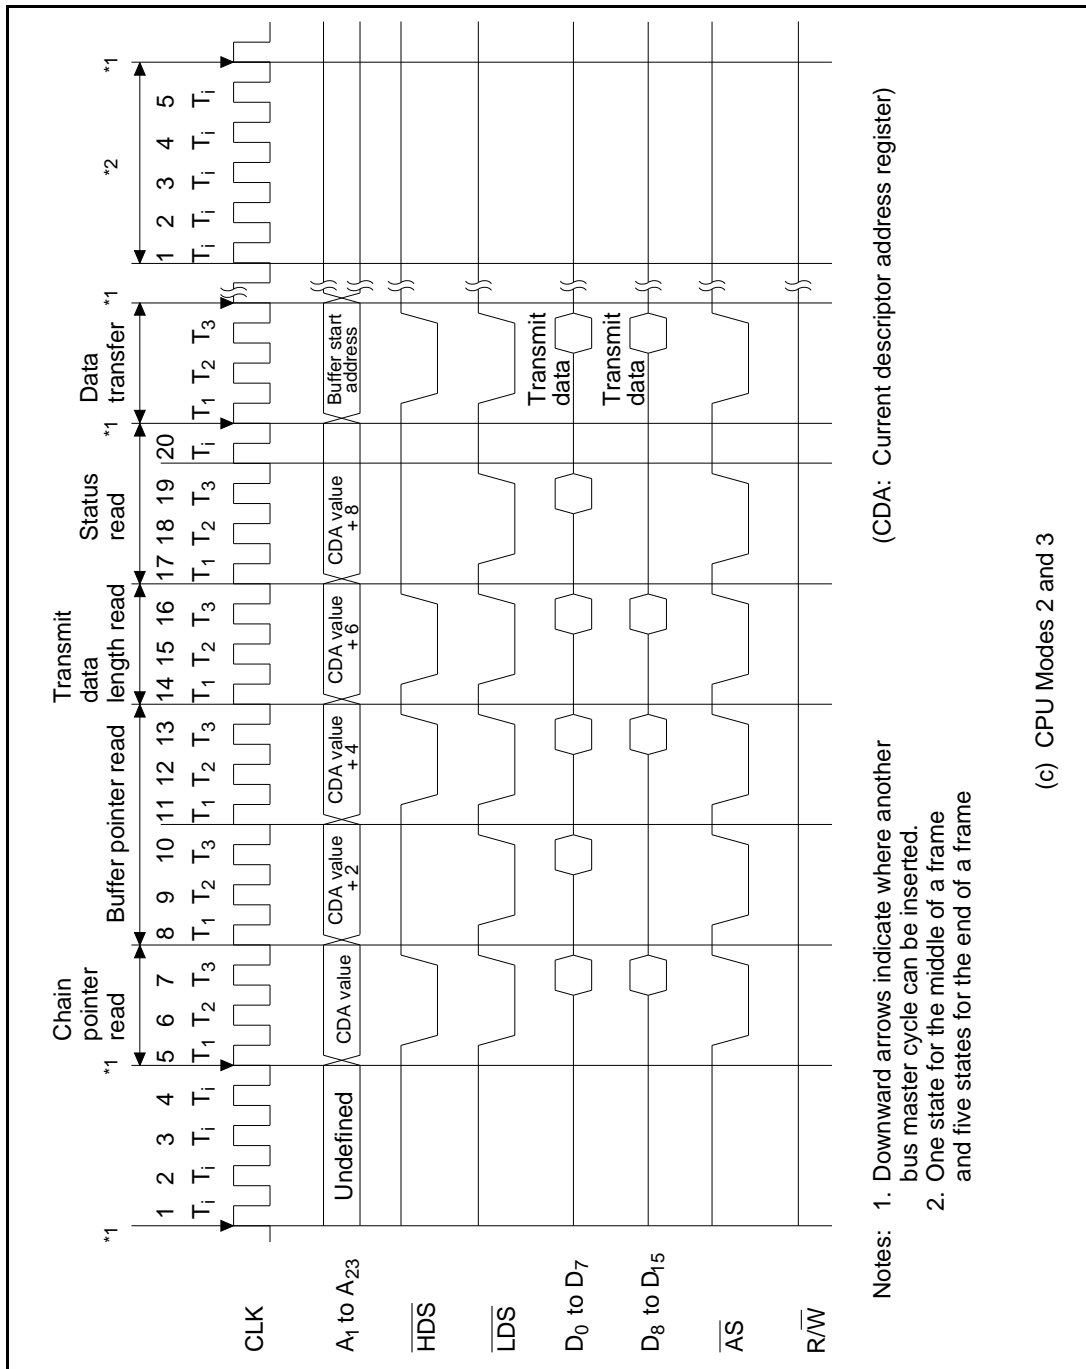 *1
*1
*1
*1
*1
*2
Chain
pointer
read
Buffer pointer read
Transmit
data
length read
Status
read
Data
transfer
1 2 3 4 5 6 7 8 9 10 11 12 13 14 15 16 17 18 19 20
1 2 3 4 5
Ti Ti Ti Ti T1 T2 T3 T1 T2 T3 T1 T2 T3 T1 T2 T3 T1 T2 T3 Ti T1 T2 T3
Ti Ti Ti Ti Ti
CLK
A1 to A23
Undefined
CDA value
CDA value
+ 2
CDA value
+ 4
CDA value
+ 6
CDA value
+ 8
Buffer start
address
HDS
LDS
D0 to D7
Transmit
data
D8 to D15
Transmit
data
AS
R/W
Notes: 1. Downward arrows indicate where another
bus master cycle can be inserted.
2. One state for the middle of a frame
and five states for the end of a frame
(CDA: Current descriptor address register)
(c) CPU Modes 2 and 3